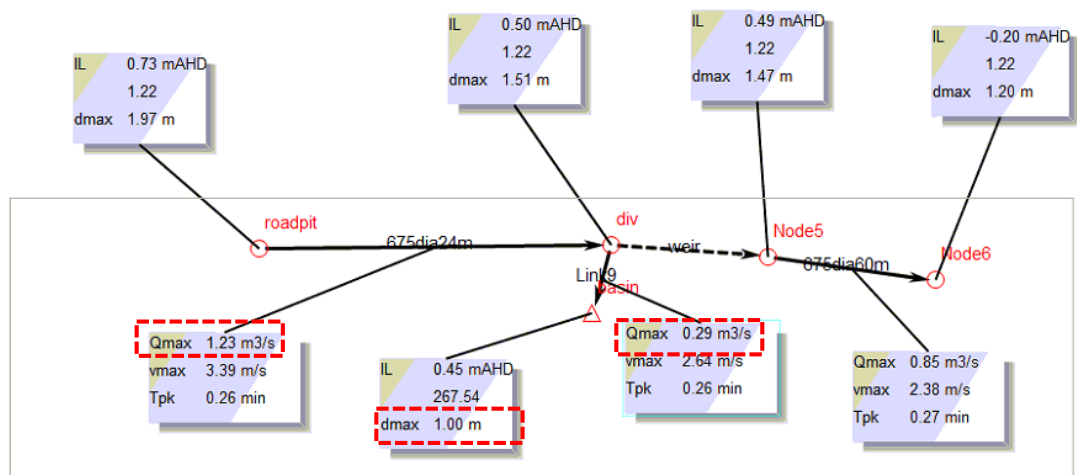 IL 0.73 mAHD
1.22
dmax 1.97 m
IL 0.50 mAHD
1.22
dmax 1.51 m
IL 0.49 mAHD
1.22
dmax 1.47 m
IL -0.20 mAHD
1.22
dmax 1.20 m
roadpit
675dia24m
div
weir
Node5
675dia60m
Node6
Link9
basin
Qmax 1.23 m3/s
vmax 3.39 m/s
Tpk 0.26 min
IL 0.45 mAHD
267.54
dmax 1.00 m
Qmax 0.29 m3/s
vmax 2.64 m/s
Tpk 0.26 min
Qmax 0.85 m3/s
vmax 2.38 m/s
Tpk 0.27 min